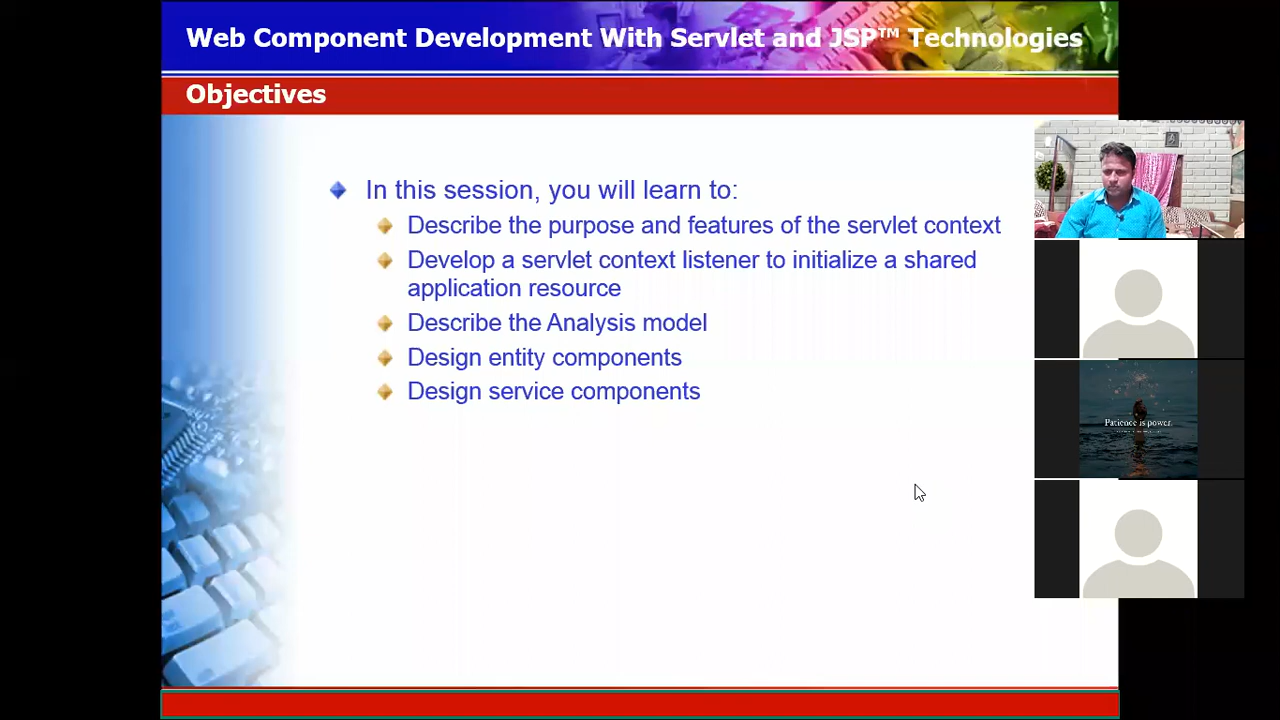 Web Component Development With Servlet and JSP™ Technologies
Objectives
In this session, you will learn to:
Describe the purpose and features of the servlet context
Develop a servlet context listener to initialize a shared
application resource
Describe the Analysis model
Design entity components
Design service components
Patience is power.